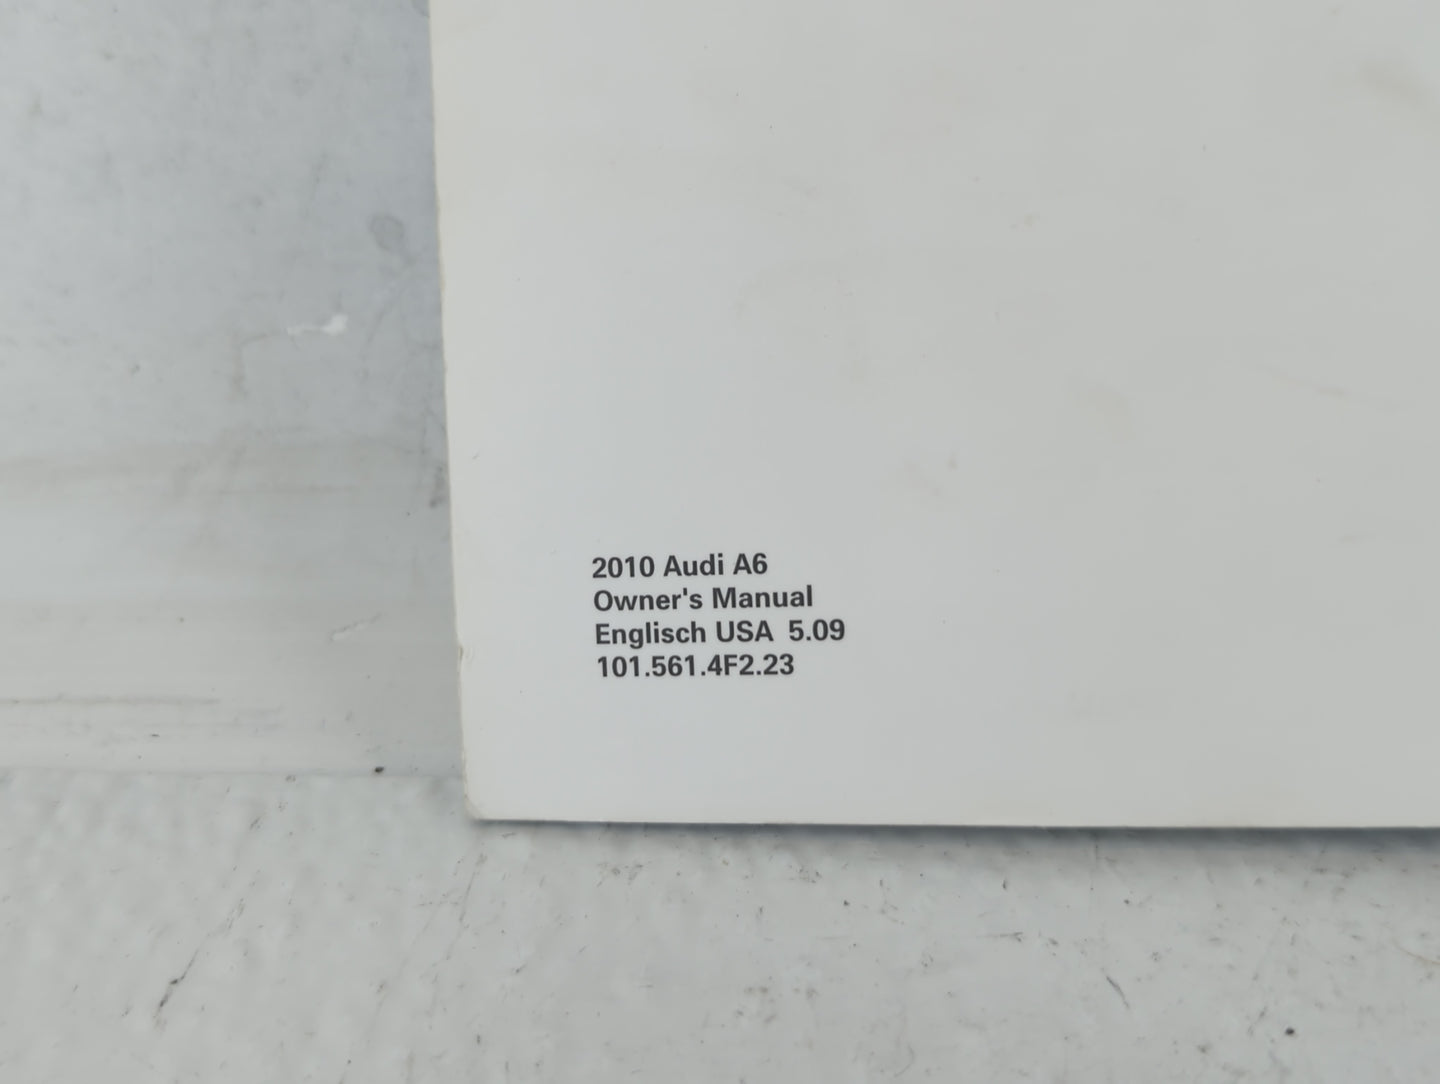 2010 Audi A6
Owner's Manual
Englisch USA 5.09
101.561.4F2.23